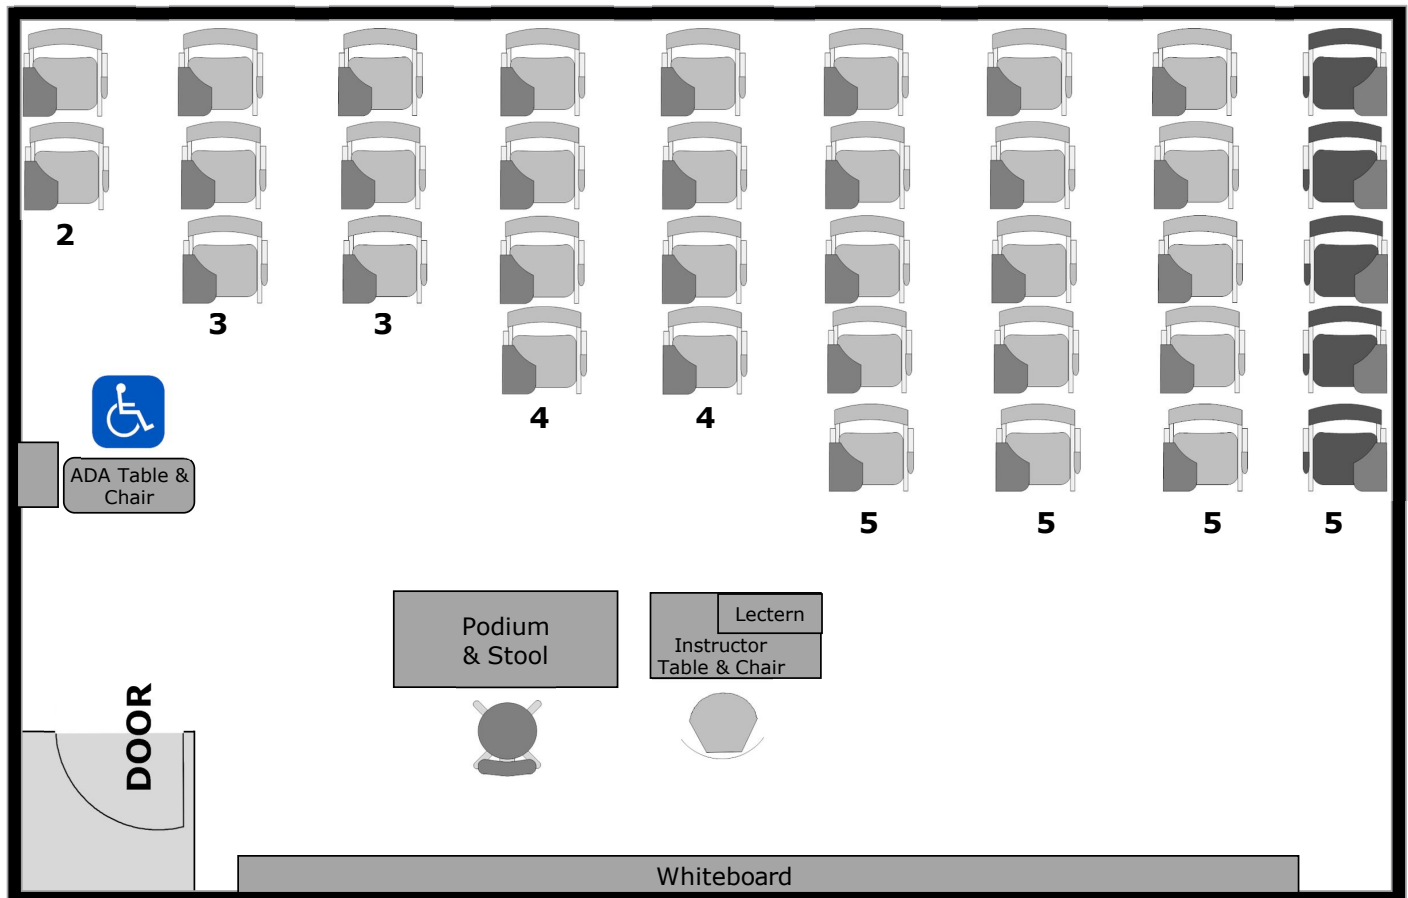 2
3
3
4
4
5
5
5
5
ADA Table &
Chair
Podium
& Stool
Lectern
Instructor
Table & Chair
DOOR
Whiteboard